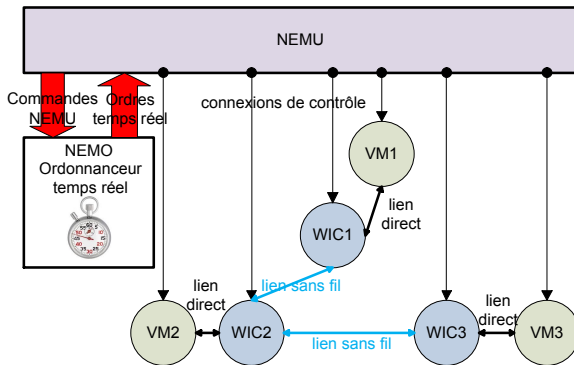 NEMU
Commandes
NEMU
Ordres
temps réel
connexions de contrôle
NEMO
Ordonnanceur
temps réel
VM1
lien
direct
WIC1
lien sans fil
lien
direct
lien
direct
VM2
WIC2
lien sans fil
WIC3
VM3